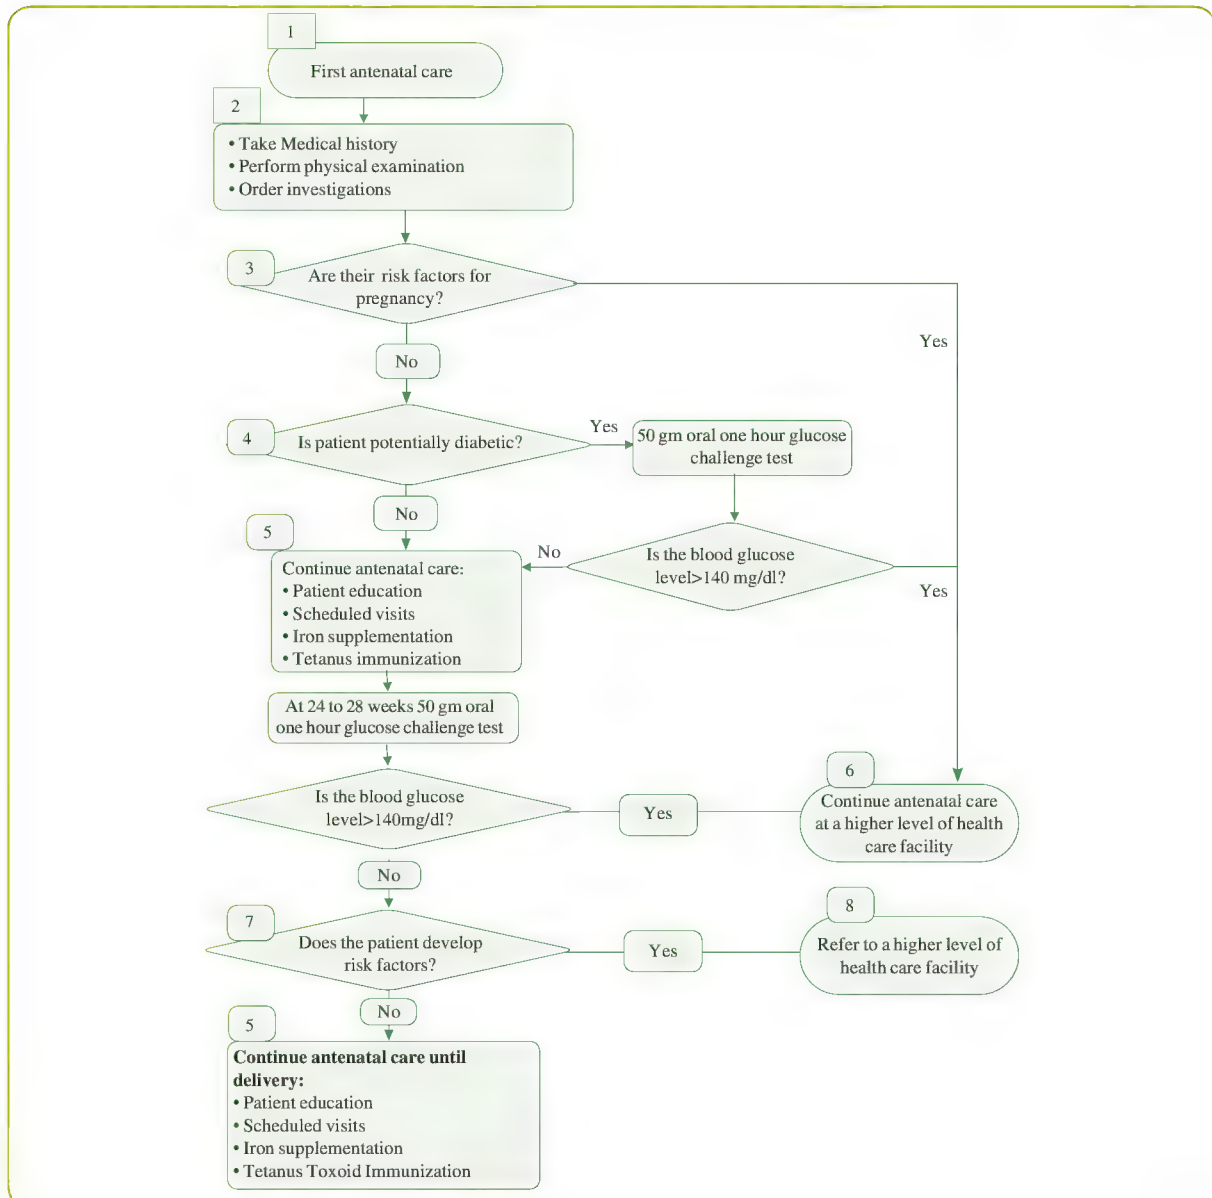 1
First antenatal care
2
• Take Medical history
• Perform physical examination
• Order investigations
3
Are their risk factors for
pregnancy?
Yes
No
4
Is patient potentially diabetic?
Yes
50 gm oral one hour glucose
challenge test
No
5
No
Is the blood glucose
level>140 mg/dl?
Yes
Continue antenatal care:
• Patient education
• Scheduled visits
• Iron supplementation
• Tetanus immunization
At 24 to 28 weeks 50 gm oral
one hour glucose challenge test
Is the blood glucose
level>140mg/dl?
Yes
6
Continue antenatal care
at a higher level of health
care facility
No
7
Does the patient develop
risk factors?
Yes
8
Refer to a higher level of
health care facility
No
5
Continue antenatal care until
delivery:
• Patient education
• Scheduled visits
• Iron supplementation
• Tetanus Toxoid Immunization